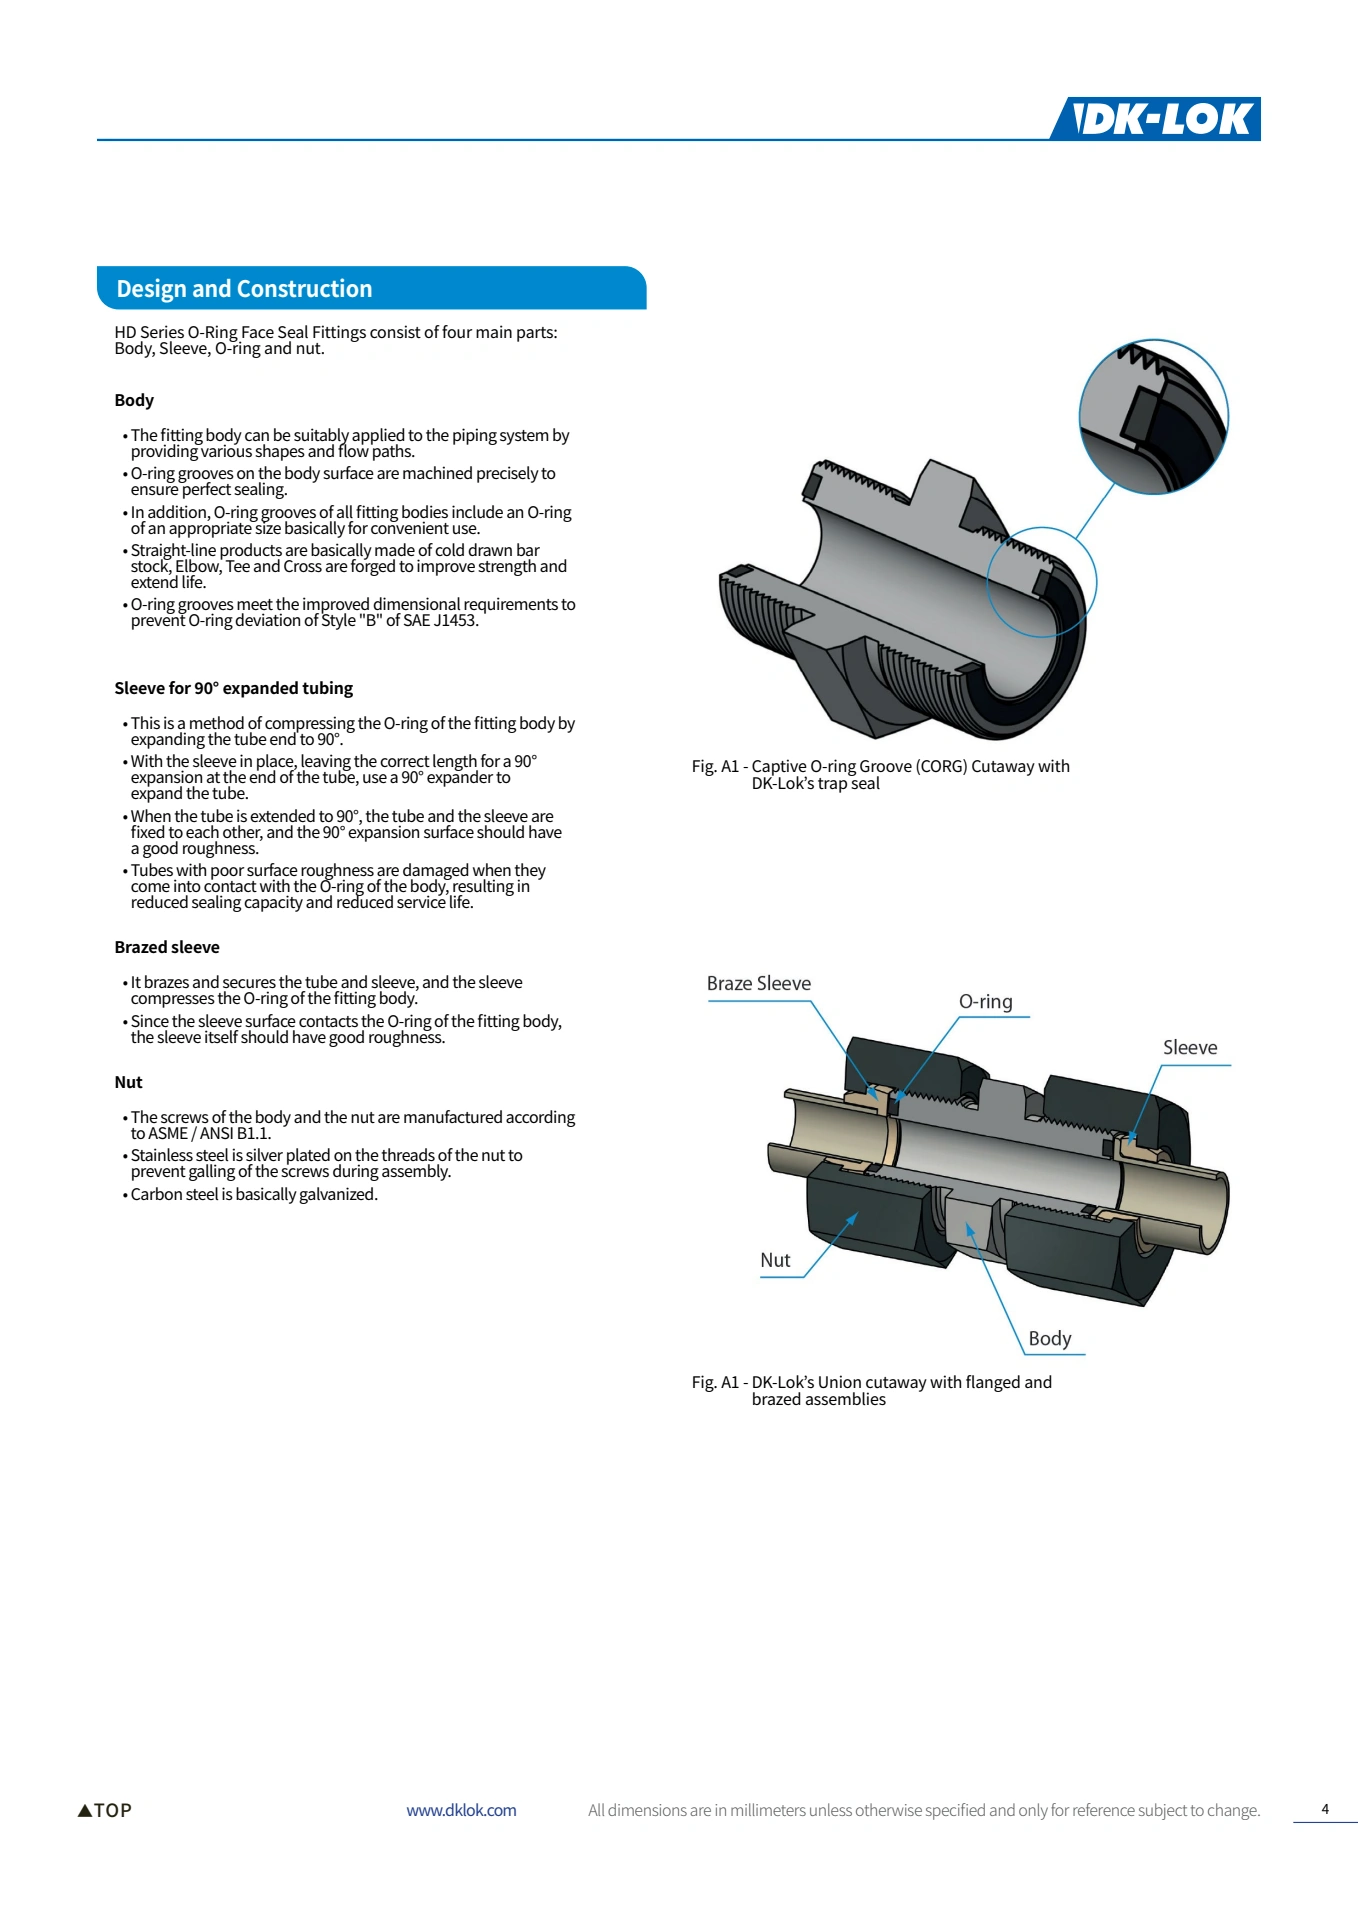 DK-LOK
Design and Construction
HD Series O-Ring Face Seal Fittings consist of four main parts:
Body, Sleeve, O-ring and nut.
Body
• The fitting body can be suitably applied to the piping system by
providing various shapes and flow paths.
• O-ring grooves on the body surface are machined precisely to
ensure perfect sealing.
• In addition, O-ring grooves of all fitting bodies include an O-ring
of an appropriate size basically for convenient use.
• Straight-line products are basically made of cold drawn bar
stock, Elbow, Tee and Cross are forged to improve strength and
extend life.
• O-ring grooves meet the improved dimensional requirements to
prevent O-ring deviation of Style "B" of SAE J1453.
Sleeve for 90° expanded tubing
• This is a method of compressing the O-ring of the fitting body by
expanding the tube end to 90°.
• With the sleeve in place, leaving the correct length for a 90°
expansion at the end of the tube, use a 90° expander to
expand the tube.
• When the tube is extended to 90°, the tube and the sleeve are
fixed to each other, and the 90° expansion surface should have
a good roughness.
• Tubes with poor surface roughness are damaged when they
come into contact with the O-ring of the body, resulting in
reduced sealing capacity and reduced service life.
Brazed sleeve
• It brazes and secures the tube and sleeve, and the sleeve
compresses the O-ring of the fitting body.
• Since the sleeve surface contacts the O-ring of the fitting body,
the sleeve itself should have good roughness.
Nut
• The screws of the body and the nut are manufactured according
to ASME / ANSI B1.1.
• Stainless steel is silver plated on the threads of the nut to
prevent galling of the screws during assembly.
• Carbon steel is basically galvanized.
Fig. A1 - Captive O-ring Groove (CORG) Cutaway with
DK-Lok’s trap seal
Braze Sleeve
O-ring
Sleeve
Nut
Body
Fig. A1 - DK-Lok’s Union cutaway with flanged and
brazed assemblies
▲TOP
www.dklok.com
All dimensions are in millimeters unless otherwise specified and only for reference subject to change.
4